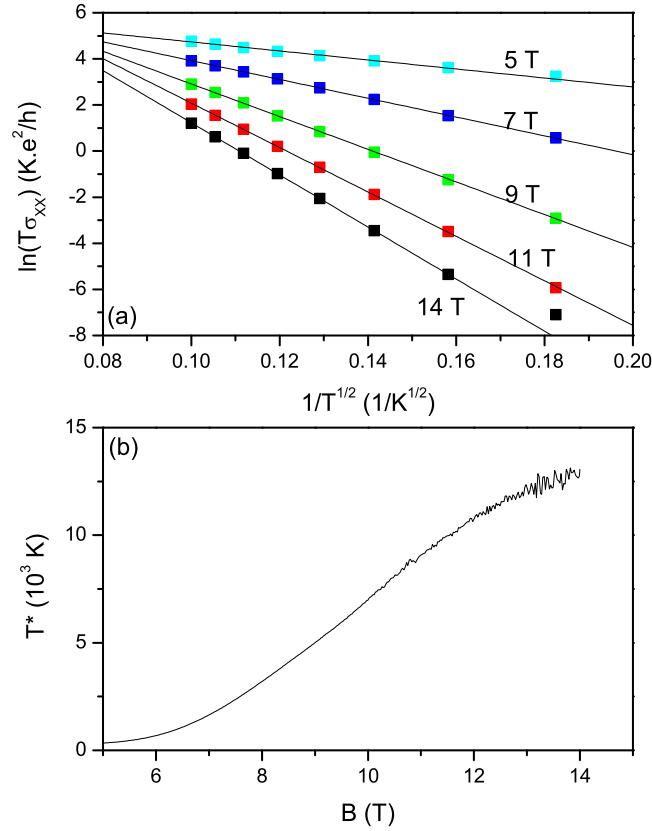 6
4
2
0
-2
-4
-6
-8
ln(Tσ_XX) (K.e²/h)
5 T
7 T
9 T
11 T
14 T
(a)
0.08 0.10 0.12 0.14 0.16 0.18 0.20
1/T^1/2 (1/K^1/2)
15
10
5
0
T* (10³ K)
(b)
6 8 10 12 14
B (T)